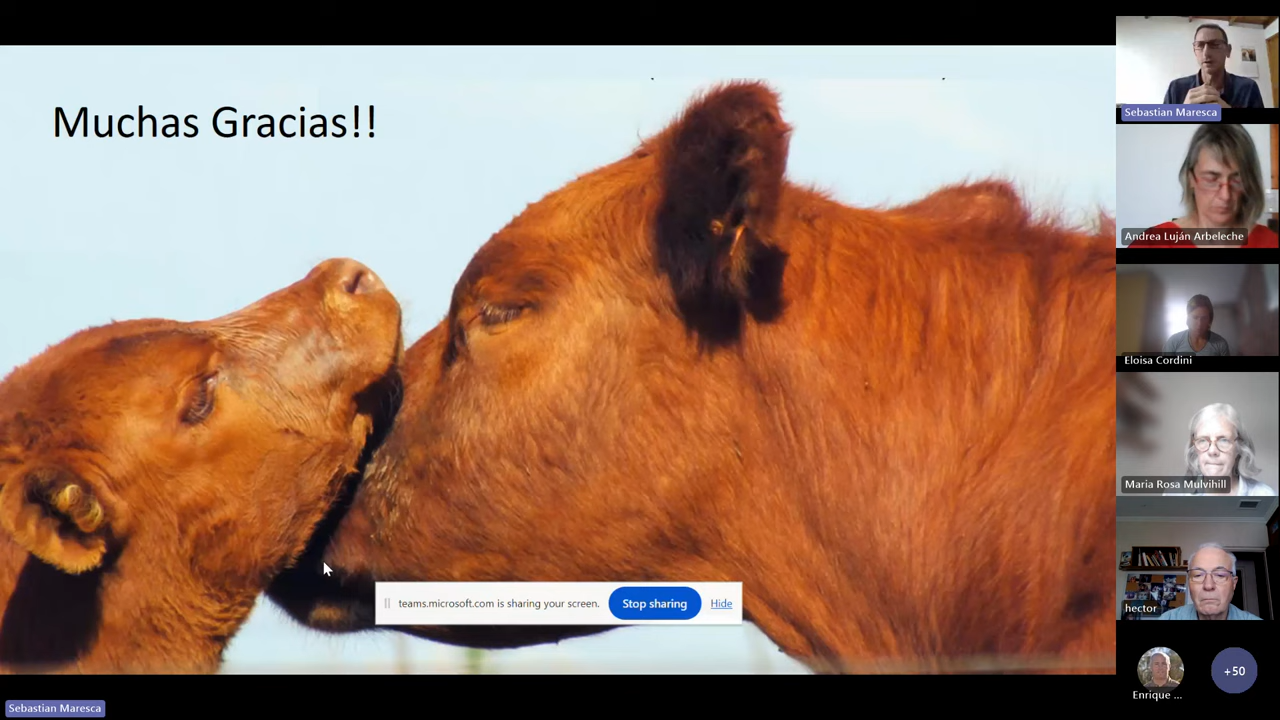 Muchas Gracias!!
teams.microsoft.com is sharing your screen.
Stop sharing
Hide
Sebastian Maresca
Sebastian Maresca
Andrea Luján Arbeleche
Eloisa Cordini
Maria Rosa Mulvihill
hector
Enrique ...
+50